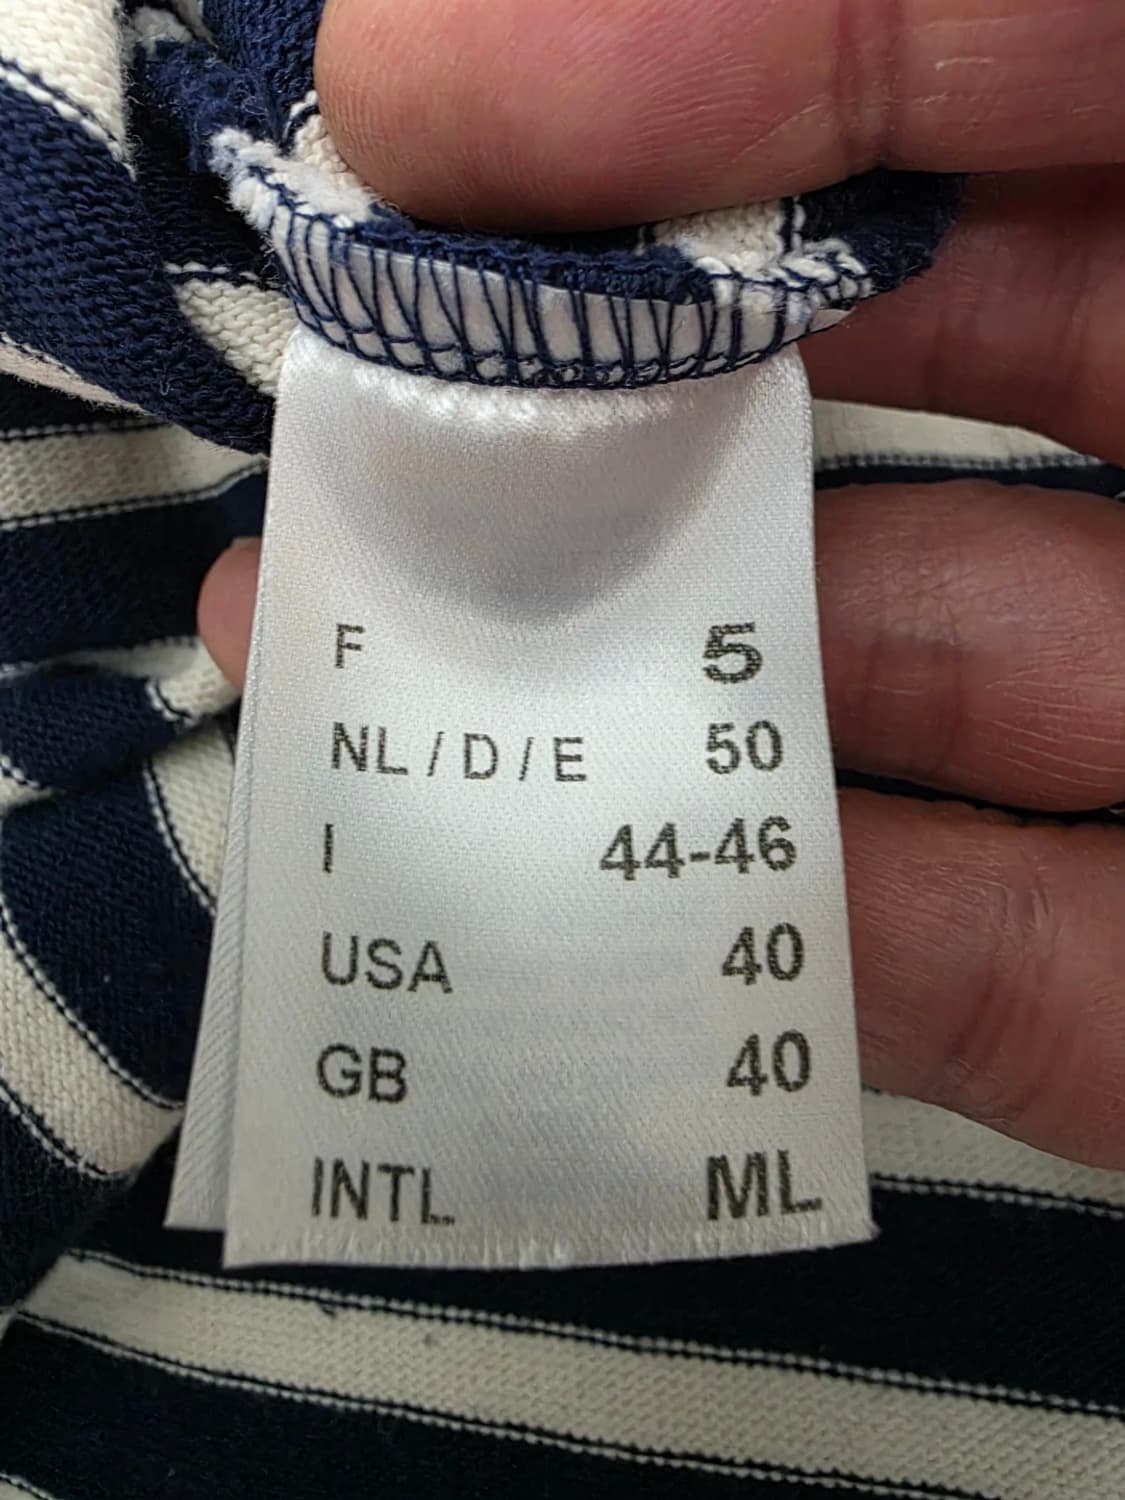 F 5
NL / D / E 50
I 44-46
USA 40
GB 40
INTL ML